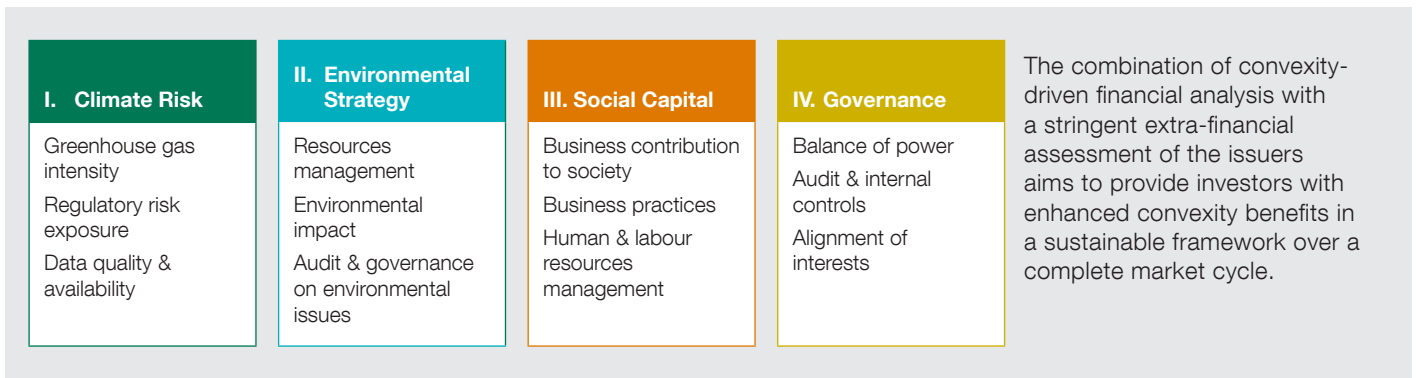 I. Climate Risk
Greenhouse gas
intensity
Regulatory risk
exposure
Data quality &
availability
II. Environmental
Strategy
Resources
management
Environmental
impact
Audit & governance
on environmental
issues
III. Social Capital
Business contribution
to society
Business practices
Human & labour
resources
management
IV. Governance
Balance of power
Audit & internal
controls
Alignment of
interests
The combination of convexity-
driven financial analysis with
a stringent extra-financial
assessment of the issuers
aims to provide investors with
enhanced convexity benefits in
a sustainable framework over a
complete market cycle.